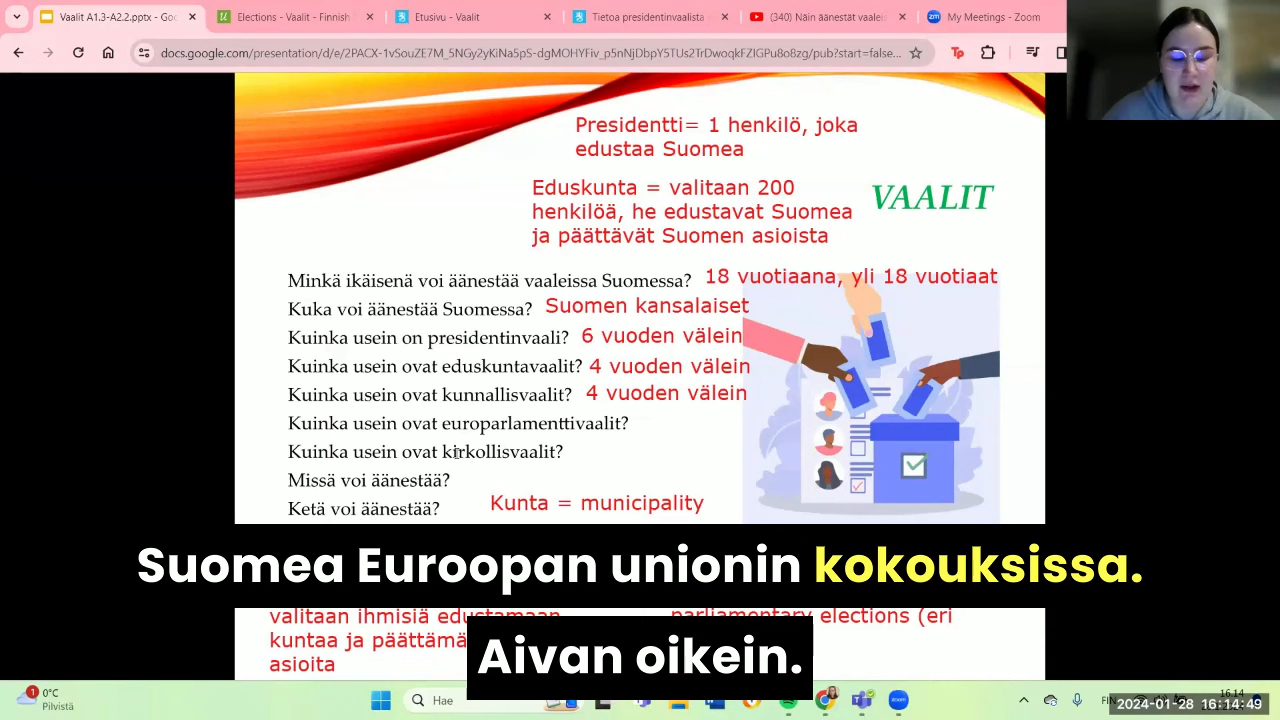 Vaalit A1.3-A2.2.pptx - Goo
Elections - Vaalit - Finnish
Etusivu - Vaalit
Tietoa presidentinvaalista
(340) Näin äänestät vaaleis
My Meetings - Zoom
docs.google.com/presentation/d/e/2PACX-1vSouZE7M_5NGy2yKiNa5pS-dgMOHYFiv_p5nNjDbpY5TUs2TrDwoqkFZIGPu8o8zg/pub?start=false...
Presidentti= 1 henkilö, joka
edustaa Suomea
Eduskunta = valitaan 200
henkilöä, he edustavat Suomea
ja päättävät Suomen asioista
VAALIT
Minkä ikäisenä voi äänestää vaaleissa Suomessa? 18 vuotiaana, yli 18 vuotiaat
Kuka voi äänestää Suomessa? Suomen kansalaiset
Kuinka usein on presidentinvaali? 6 vuoden välein
Kuinka usein ovat eduskuntavaalit? 4 vuoden välein
Kuinka usein ovat kunnallisvaalit? 4 vuoden välein
Kuinka usein ovat europarlamenttivaalit?
Kuinka usein ovat kirkollisvaalit?
Missä voi äänestää?
Ketä voi äänestää?
Kunta = municipality
Suomea Euroopan unionin kokouksissa.
valitaan ihmisiä edustamaan
parliamentary elections (eri
kuntaa ja päättämä
asioita
Aivan oikein.
1
0°C
Pilvistä
Hae
FIN
16.14
2024-01-28 16:14:49